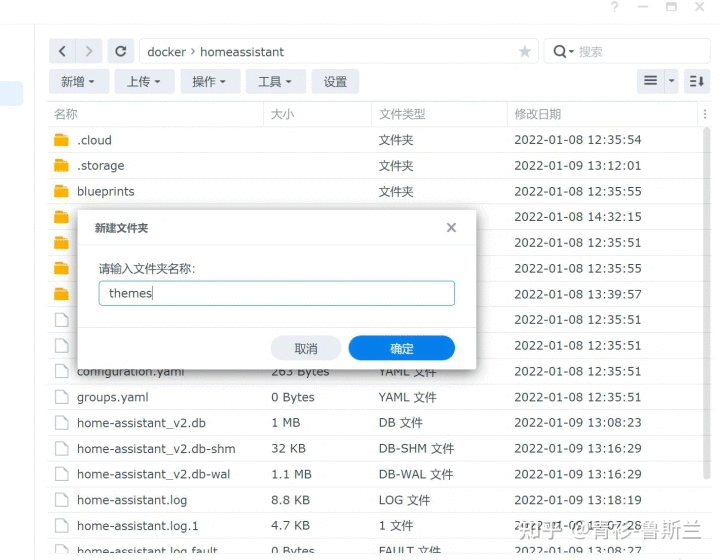 docker › homeassistant
搜索
新增 上传 操作 工具 设置
名称 大小 文件类型 修改日期
.cloud 文件夹 2022-01-08 12:35:54
.storage 文件夹 2022-01-09 13:12:01
blueprints 文件夹 2022-01-08 12:35:55
2022-01-08 14:32:15
新建文件夹
2022-01-08 12:35:51
请输入文件夹名称:
2022-01-08 12:35:55
themes
2022-01-08 13:39:57
2022-01-08 12:35:51
取消 确定
2022-01-08 12:35:51
configuration.yaml 263 Bytes YAML 文件 2022-01-08 12:35:51
groups.yaml 0 Bytes YAML 文件 2022-01-08 12:35:51
home-assistant_v2.db 1 MB DB 文件 2022-01-09 13:08:23
home-assistant_v2.db-shm 32 KB DB-SHM 文件 2022-01-09 13:16:29
home-assistant_v2.db-wal 1.1 MB DB-WAL 文件 2022-01-09 13:16:29
home-assistant.log 8.8 KB LOG 文件 2022-01-09 13:18:19
home-assistant.log.1 4.7 KB 1 文件 2022-01-09 13:07:28
知乎 @青衫·鲁斯兰
home-assistant.log.fault 0 Bytes FAULT 文件 2022-01-09 13:08:27